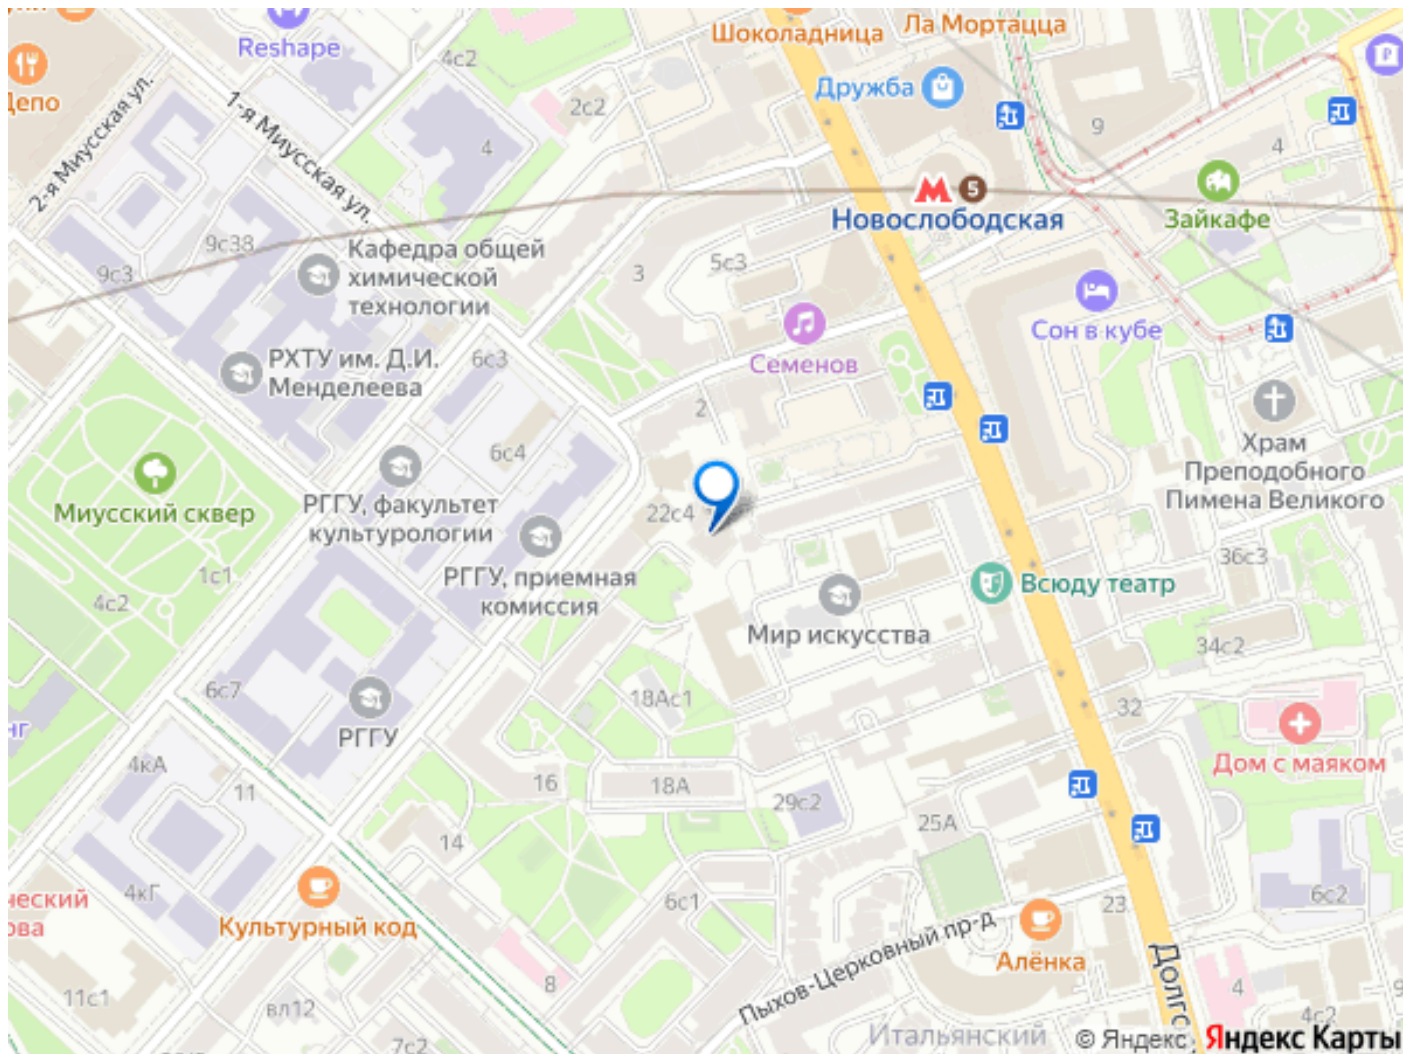 Шоколадница
Ла Мортацца
Reshape
4с2
Депо
2с2
Дружба
9
4
4
2-я Миусская ул.
1-я Миусская ул.
5
Новослободская
Зайкафе
9с38
9с3
Кафедра общей
химической
технологии
3
5с3
Сон в кубе
Семенов
РХТУ им. Д.И.
Менделеева
6с3
2
6с4
Храм
Преподобного
Пимена Великого
Миусский сквер
РГГУ, факультет
культурологии
22с4
1с1
4с2
РГГУ, приемная
комиссия
Мир искусства
Всюду театр
36с3
34с2
6с7
РГГУ
18Ас1
32
Дом с маяком
4кА
11
16
18А
29с2
25А
14
4кГ
Культурный код
6с1
23
6с2
Алёнка
Пыхов-Церковный пр-д
Долгс
11с1
вл12
8
7с2
4
4с2
9
Итальянский
© Яндекс
Яндекс Карты